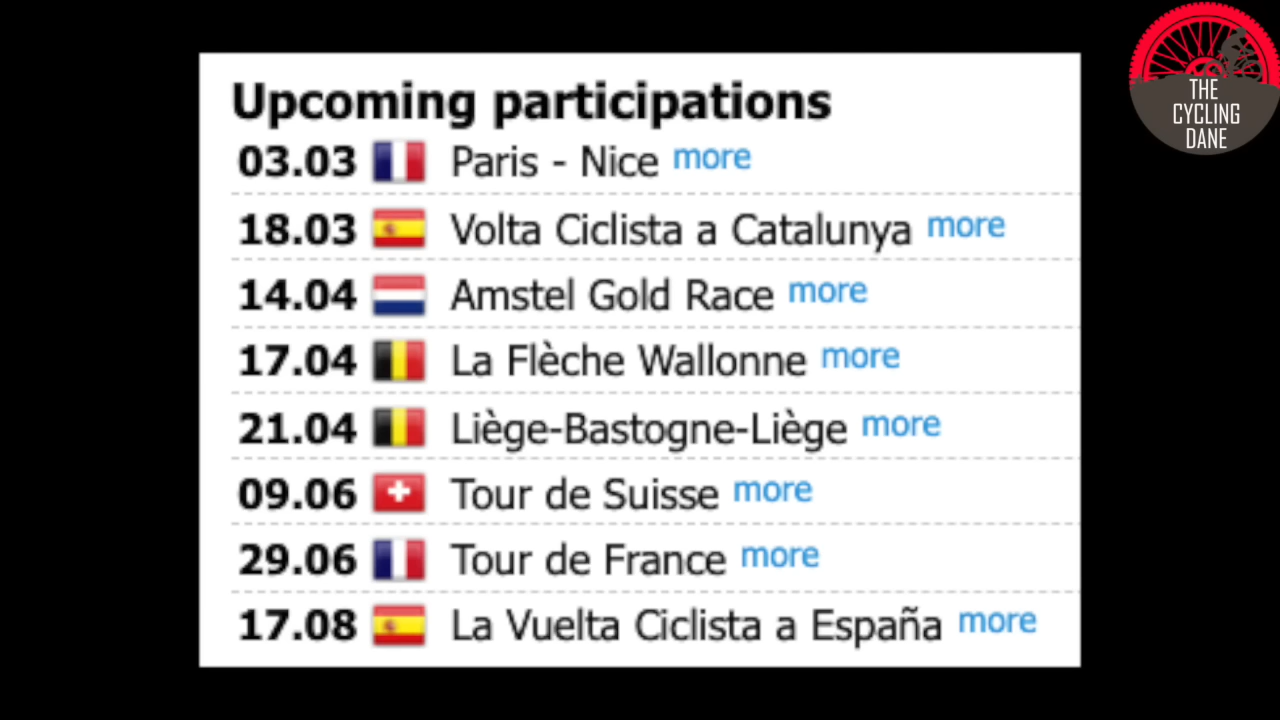 Upcoming participations
03.03 Paris - Nice more
18.03 Volta Ciclista a Catalunya more
14.04 Amstel Gold Race more
17.04 La Flèche Wallonne more
21.04 Liège-Bastogne-Liège more
09.06 Tour de Suisse more
29.06 Tour de France more
17.08 La Vuelta Ciclista a España more
THE
CYCLING
DANE